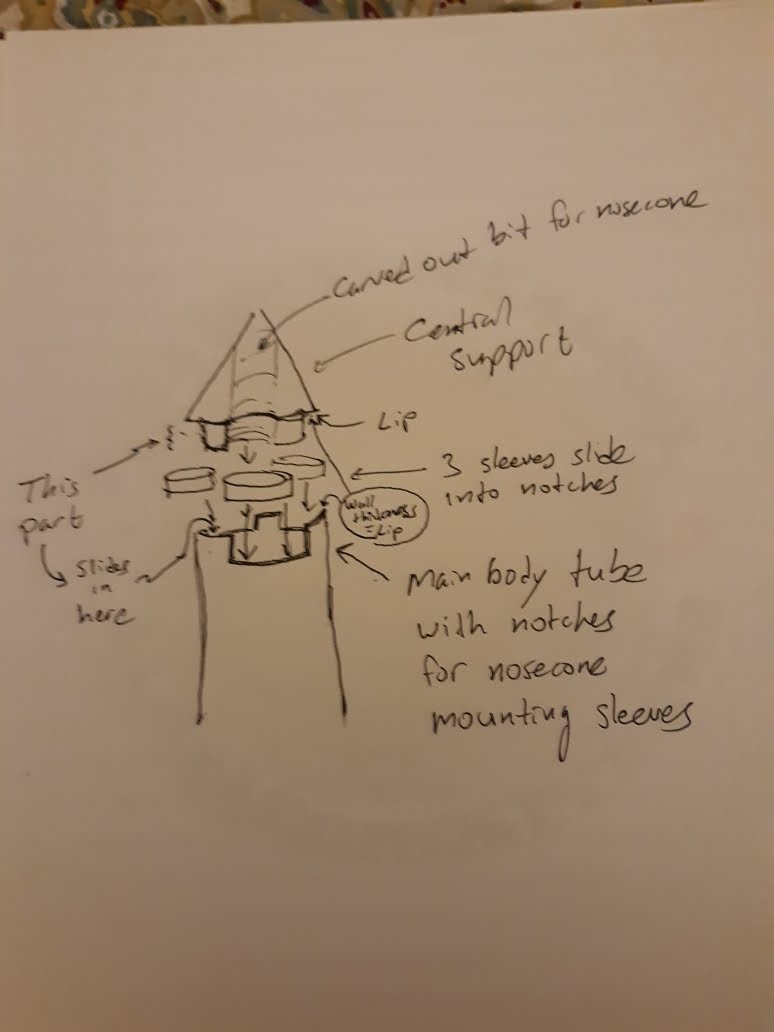 Carved out bit for nosecone
Central
support
Lip
3 sleeves slide
into notches
This
part
slides
in
here
Wall
thickness
= Lip
Main body tube
with notches
for nosecone
mounting sleeves